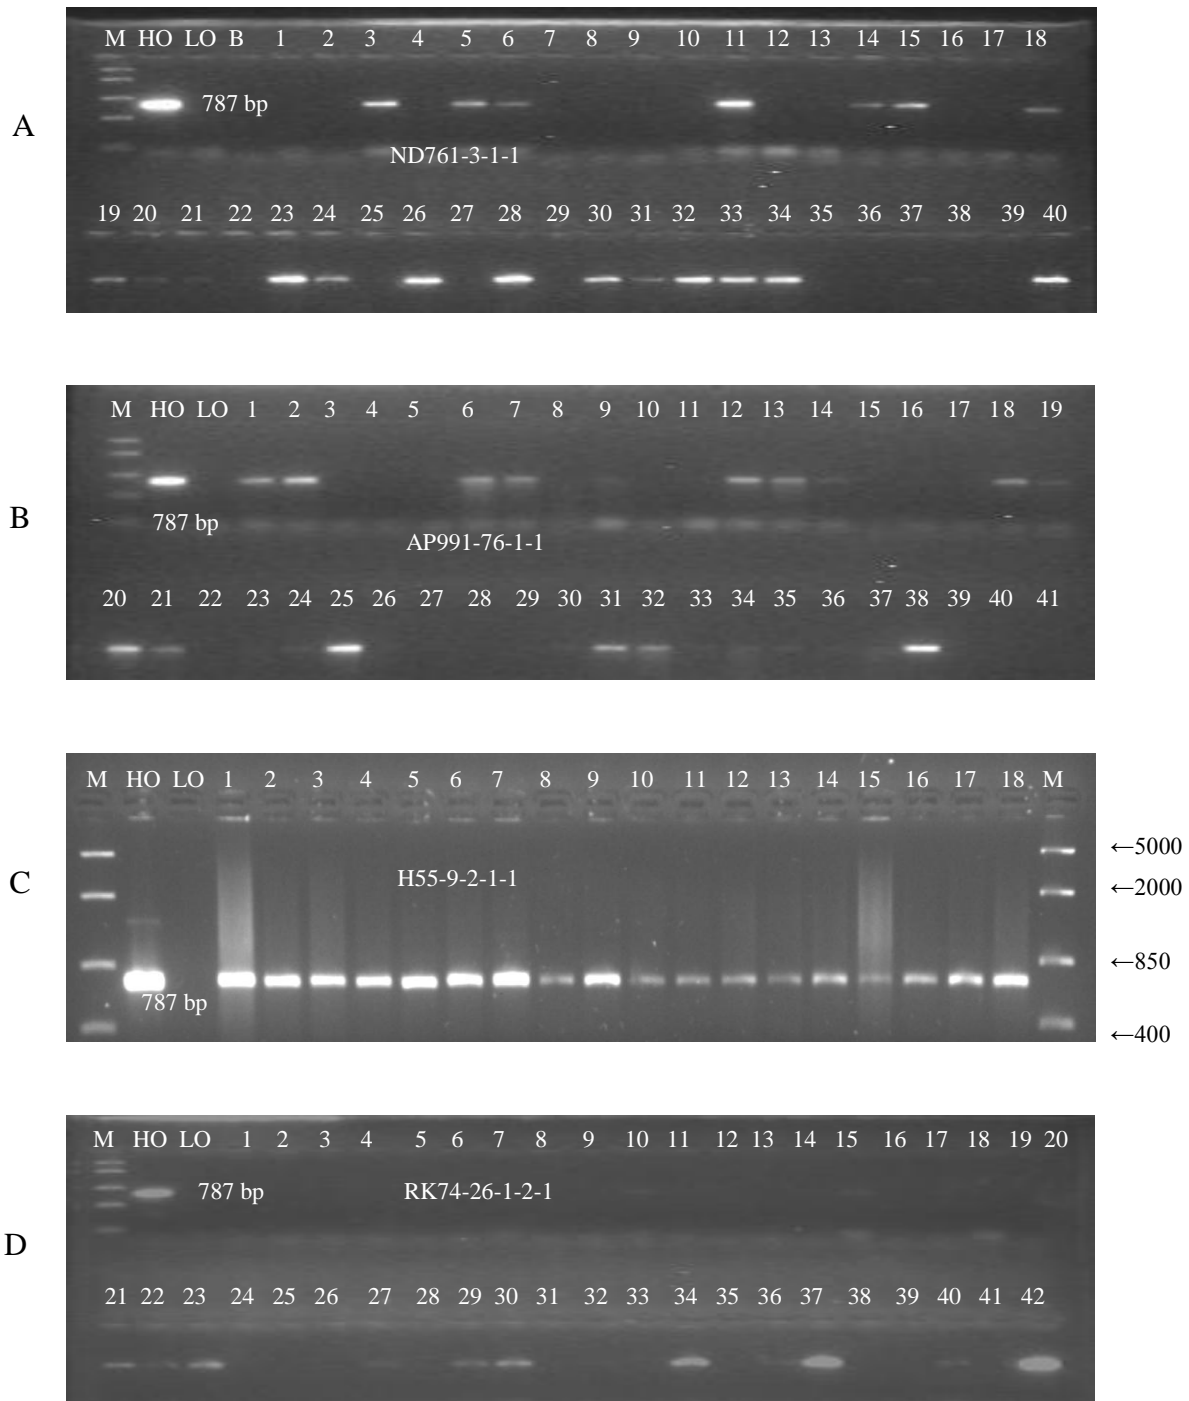 A
M HO LO B 1 2 3 4 5 6 7 8 9 10 11 12 13 14 15 16 17 18
787 bp
ND761-3-1-1
19 20 21 22 23 24 25 26 27 28 29 30 31 32 33 34 35 36 37 38 39 40
B
M HO LO 1 2 3 4 5 6 7 8 9 10 11 12 13 14 15 16 17 18 19
787 bp
AP991-76-1-1
20 21 22 23 24 25 26 27 28 29 30 31 32 33 34 35 36 37 38 39 40 41
C
M HO LO 1 2 3 4 5 6 7 8 9 10 11 12 13 14 15 16 17 18 M
←5000
H55-9-2-1-1
←2000
←850
787 bp
←400
D
M HO LO 1 2 3 4 5 6 7 8 9 10 11 12 13 14 15 16 17 18 19 20
787 bp
RK74-26-1-2-1
21 22 23 24 25 26 27 28 29 30 31 32 33 34 35 36 37 38 39 40 41 42